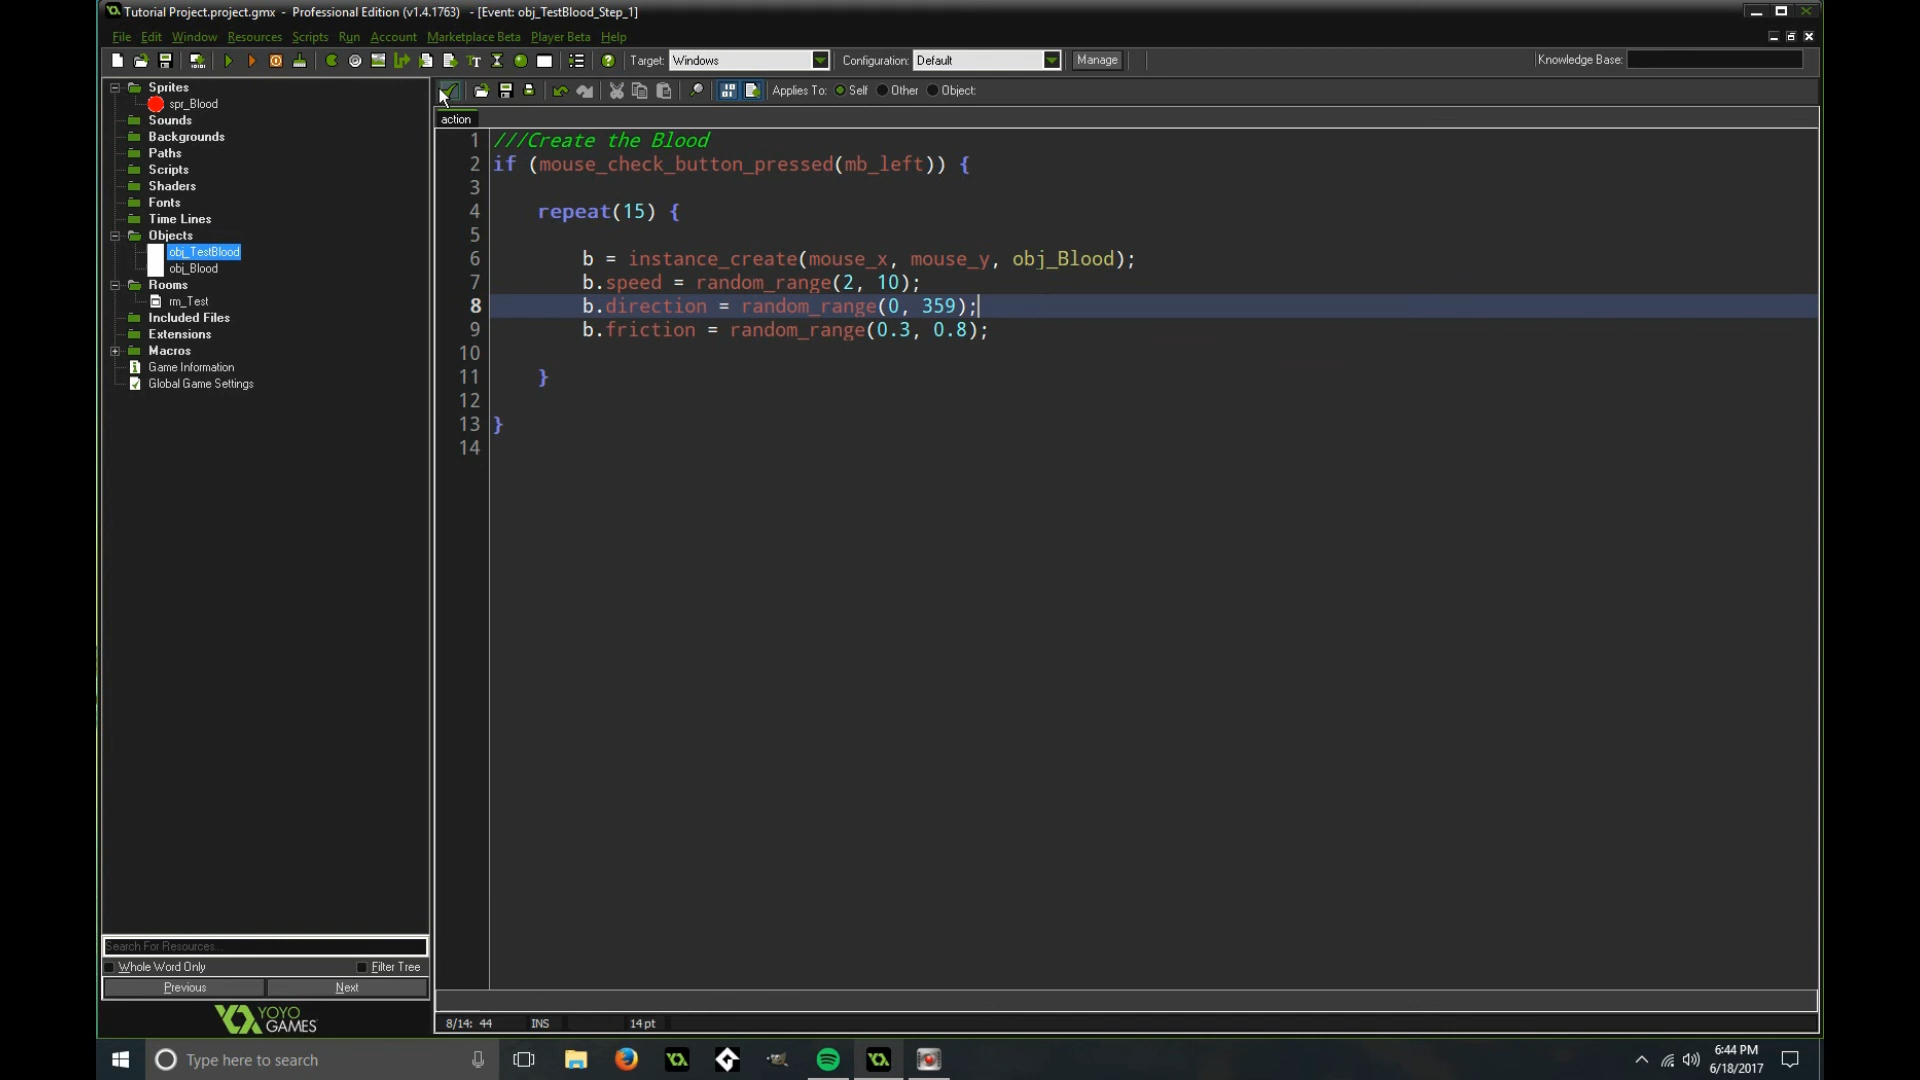 Tutorial Project.project.gmx - Professional Edition (v1.4.1763) - [Event: obj_TestBlood_Step_1]
File Edit Window Resources Scripts Run Account Marketplace Beta Player Beta Help
Target: Windows Configuration: Default Manage Knowledge Base:
Applies To: Self Other Object:
action
Sprites
spr_Blood
Sounds
Backgrounds
Paths
Scripts
Shaders
Fonts
Time Lines
Objects
obj_TestBlood
obj_Blood
Rooms
rm_Test
Included Files
Extensions
Macros
Game Information
Global Game Settings
1 ///Create the Blood
2 if (mouse_check_button_pressed(mb_left)) {
3
4 repeat(15) {
5
6 b = instance_create(mouse_x, mouse_y, obj_Blood);
7 b.speed = random_range(2, 10);
8 b.direction = random_range(0, 359);
9 b.friction = random_range(0.3, 0.8);
10
11 }
12
13 }
14
Search For Resources...
Whole Word Only Filter Tree
Previous Next
YOYO
GAMES
8/14: 44 INS 14 pt
Type here to search
6:44 PM
6/18/2017